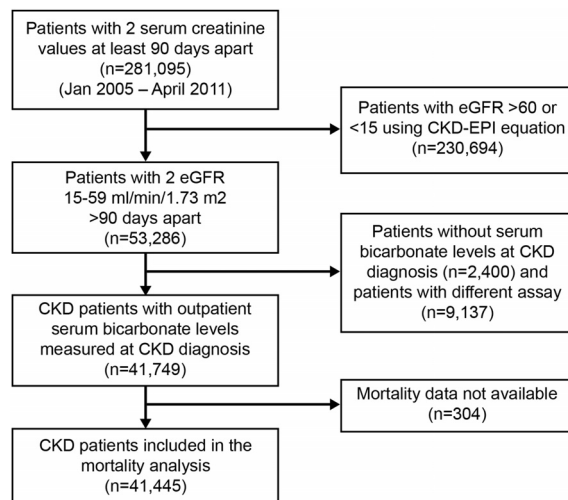 Patients with 2 serum creatinine
values at least 90 days apart
(n=281,095)
(Jan 2005 – April 2011)
Patients with eGFR >60 or
<15 using CKD-EPI equation
(n=230,694)
Patients with 2 eGFR
15-59 ml/min/1.73 m2
>90 days apart
(n=53,286)
Patients without serum
bicarbonate levels at CKD
diagnosis (n=2,400) and
patients with different assay
(n=9,137)
CKD patients with outpatient
serum bicarbonate levels
measured at CKD diagnosis
(n=41,749)
Mortality data not available
(n=304)
CKD patients included in the
mortality analysis
(n=41,445)